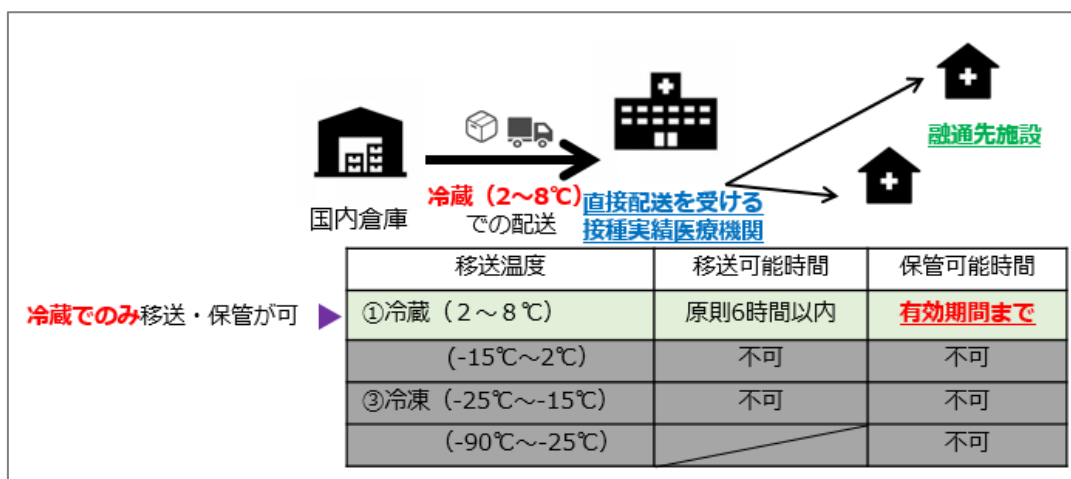 融通先施設
冷蔵（2～8℃）
での配送
直接配送を受ける
接種実績医療機関
国内倉庫
移送温度 移送可能時間 保管可能時間
冷蔵でのみ移送・保管が可
①冷蔵（２～８℃） 原則6時間以内 有効期間まで
(-15℃～2℃) 不可 不可
③冷凍（-25℃～-15℃） 不可 不可
(-90℃～-25℃) 不可